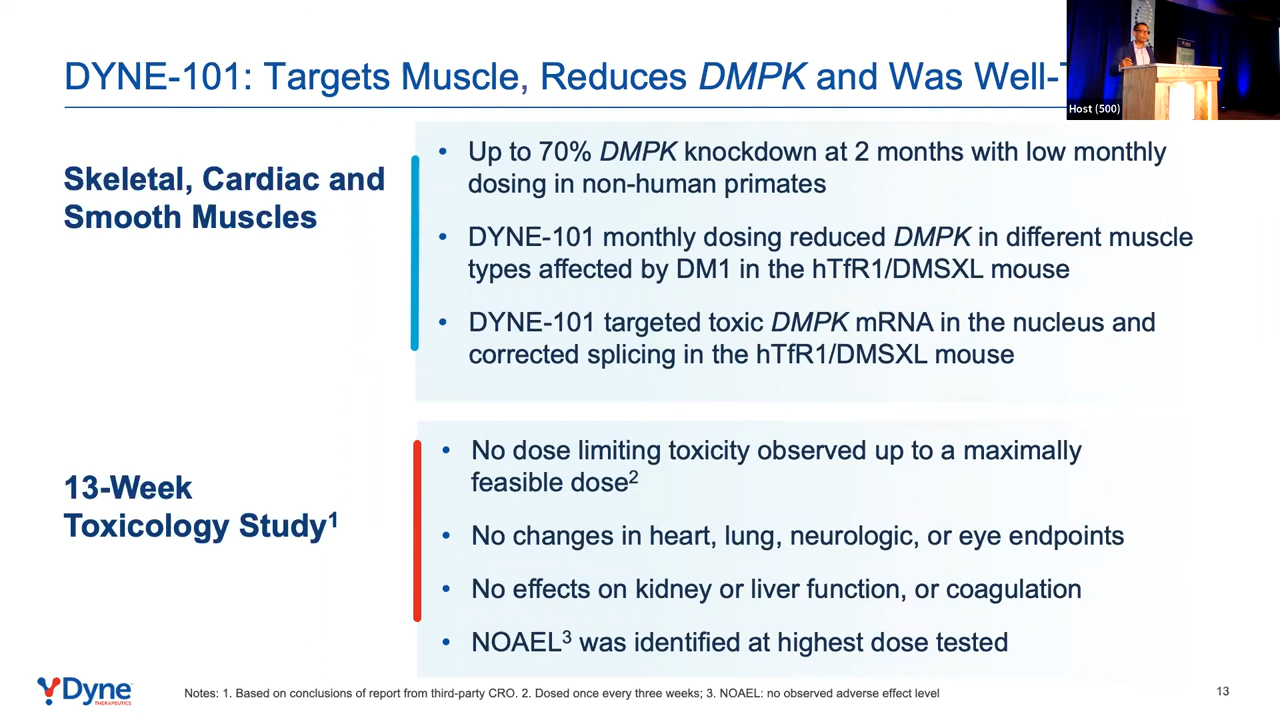 DYNE-101: Targets Muscle, Reduces DMPK and Was Well-
Host (500)
Skeletal, Cardiac and
Smooth Muscles
• Up to 70% DMPK knockdown at 2 months with low monthly
dosing in non-human primates
• DYNE-101 monthly dosing reduced DMPK in different muscle
types affected by DM1 in the hTfR1/DMSXL mouse
• DYNE-101 targeted toxic DMPK mRNA in the nucleus and
corrected splicing in the hTfR1/DMSXL mouse
13-Week
Toxicology Study1
• No dose limiting toxicity observed up to a maximally
feasible dose2
• No changes in heart, lung, neurologic, or eye endpoints
• No effects on kidney or liver function, or coagulation
• NOAEL3 was identified at highest dose tested
Dyne
THERAPEUTICS
Notes: 1. Based on conclusions of report from third-party CRO. 2. Dosed once every three weeks; 3. NOAEL: no observed adverse effect level
13